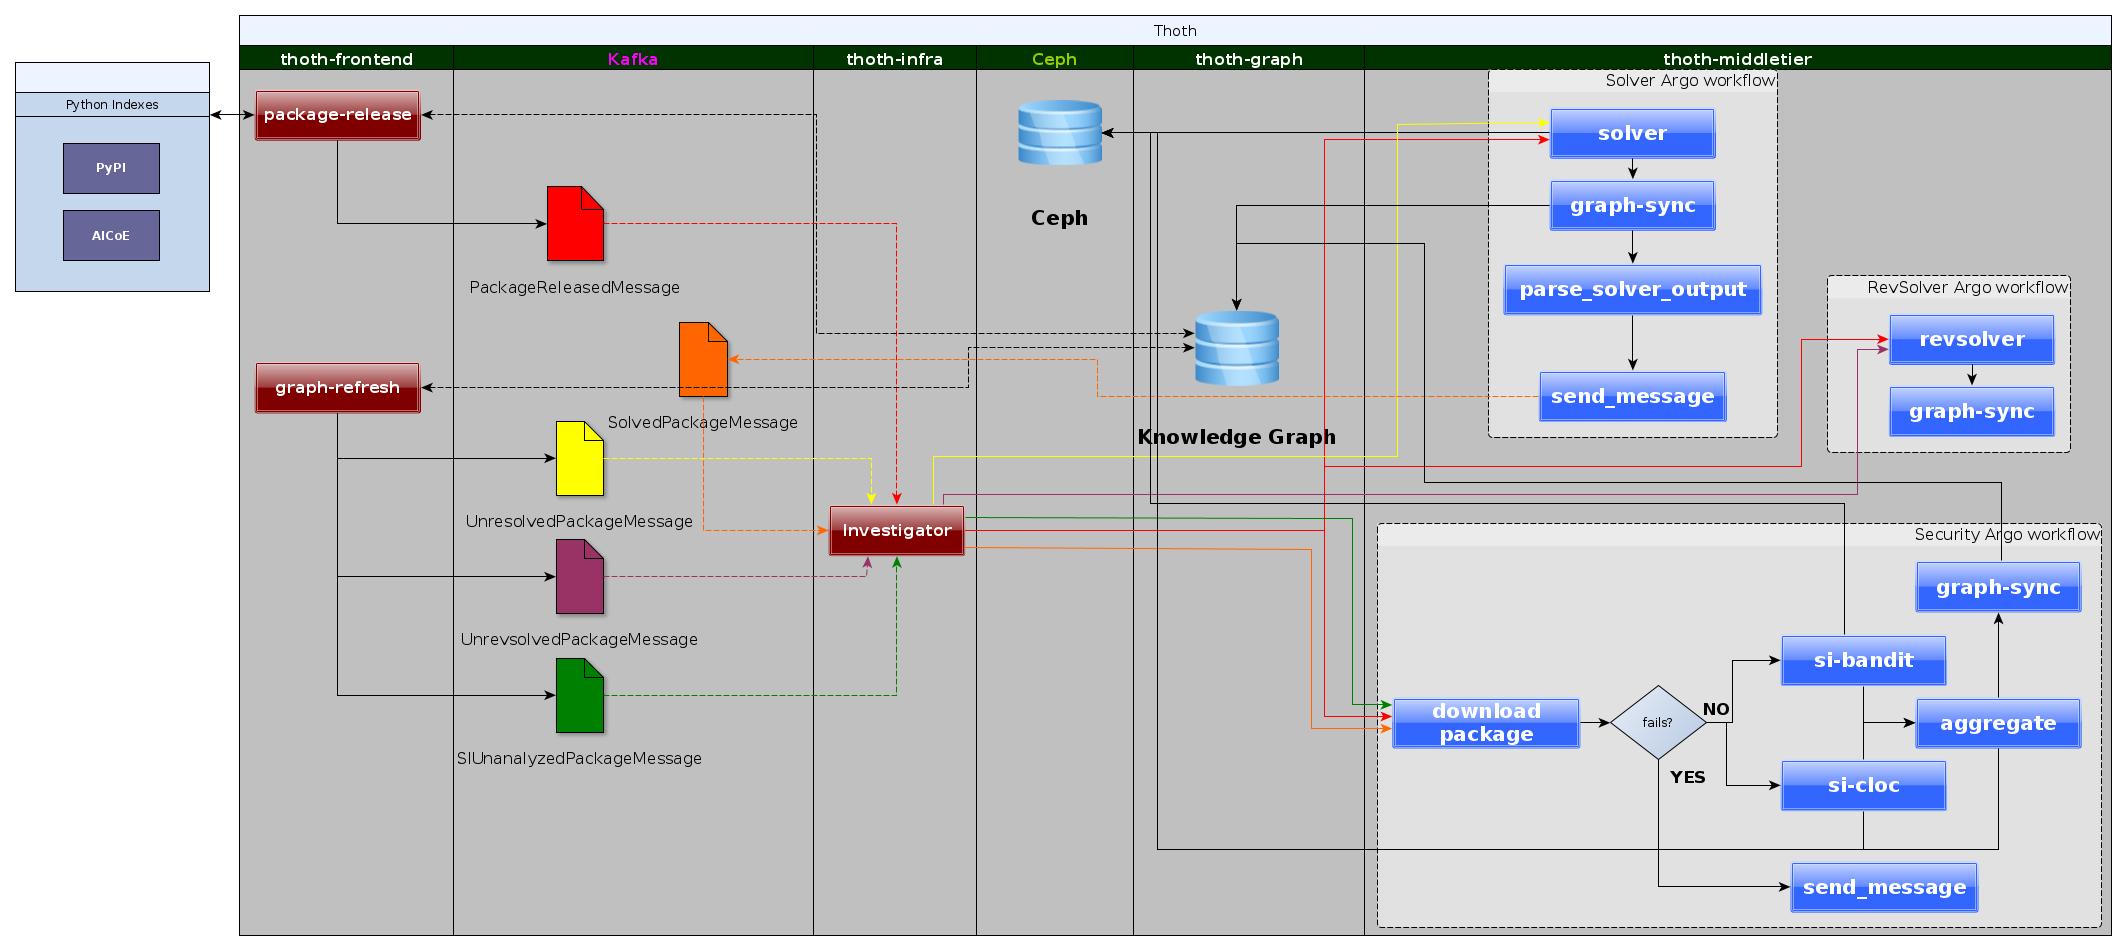 Thoth
thoth-frontend
Kafka
thoth-infra
Ceph
thoth-graph
thoth-middletier
Python Indexes
PyPI
AICoE
package-release
PackageReleasedMessage
graph-refresh
SolvedPackageMessage
UnresolvedPackageMessage
UnrevsolvedPackageMessage
SIUnanalyzedPackageMessage
Investigator
Ceph
Knowledge Graph
Solver Argo workflow
solver
graph-sync
parse_solver_output
send_message
RevSolver Argo workflow
revsolver
graph-sync
Security Argo workflow
graph-sync
si-bandit
download
package
fails?
NO
YES
aggregate
si-cloc
send_message